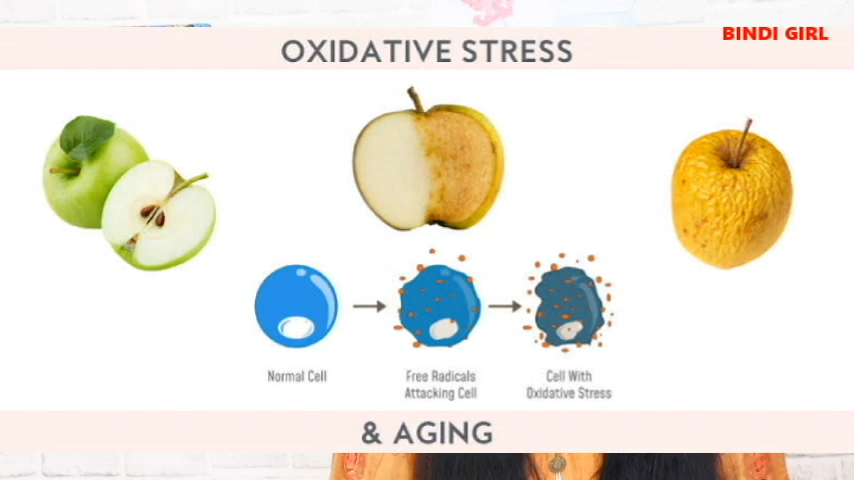 BINDI GIRL
OXIDATIVE STRESS
Normal Cell
Free Radicals
Attacking Cell
Cell With
Oxidative Stress
& AGING